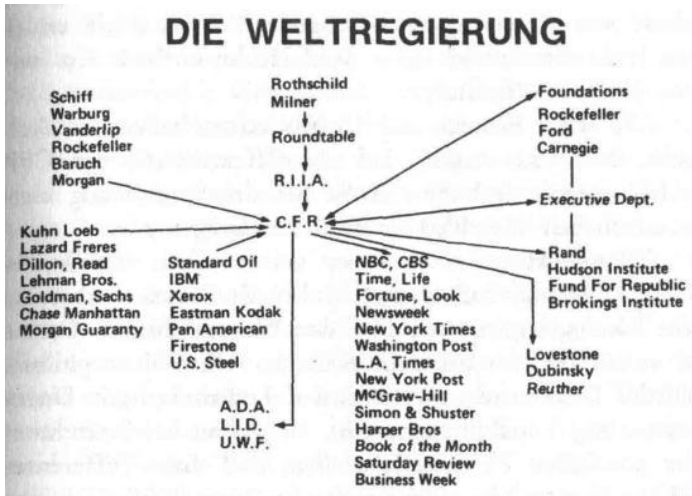 DIE WELTREGIERUNG
Schiff
Warburg
Vanderlip
Rockefeller
Baruch
Morgan
Rothschild
Milner
Roundtable
R.I.I.A.
C.F.R.
Foundations
Rockefeller
Ford
Carnegie
Executive Dept.
Rand
Hudson Institute
Fund For Republic
Brrokings Institute
Lovestone
Dubinsky
Reuther
Kuhn Loeb
Lazard Freres
Dillon, Read
Lehman Bros.
Goldman, Sachs
Chase Manhattan
Morgan Guaranty
Standard Oil
IBM
Xerox
Eastman Kodak
Pan American
Firestone
U.S. Steel
NBC, CBS
Time, Life
Fortune, Look
Newsweek
New York Times
Washington Post
L.A. Times
New York Post
McGraw-Hill
Simon & Shuster
Harper Bros
Book of the Month
Saturday Review
Business Week
A.D.A.
L.I.D.
U.W.F.